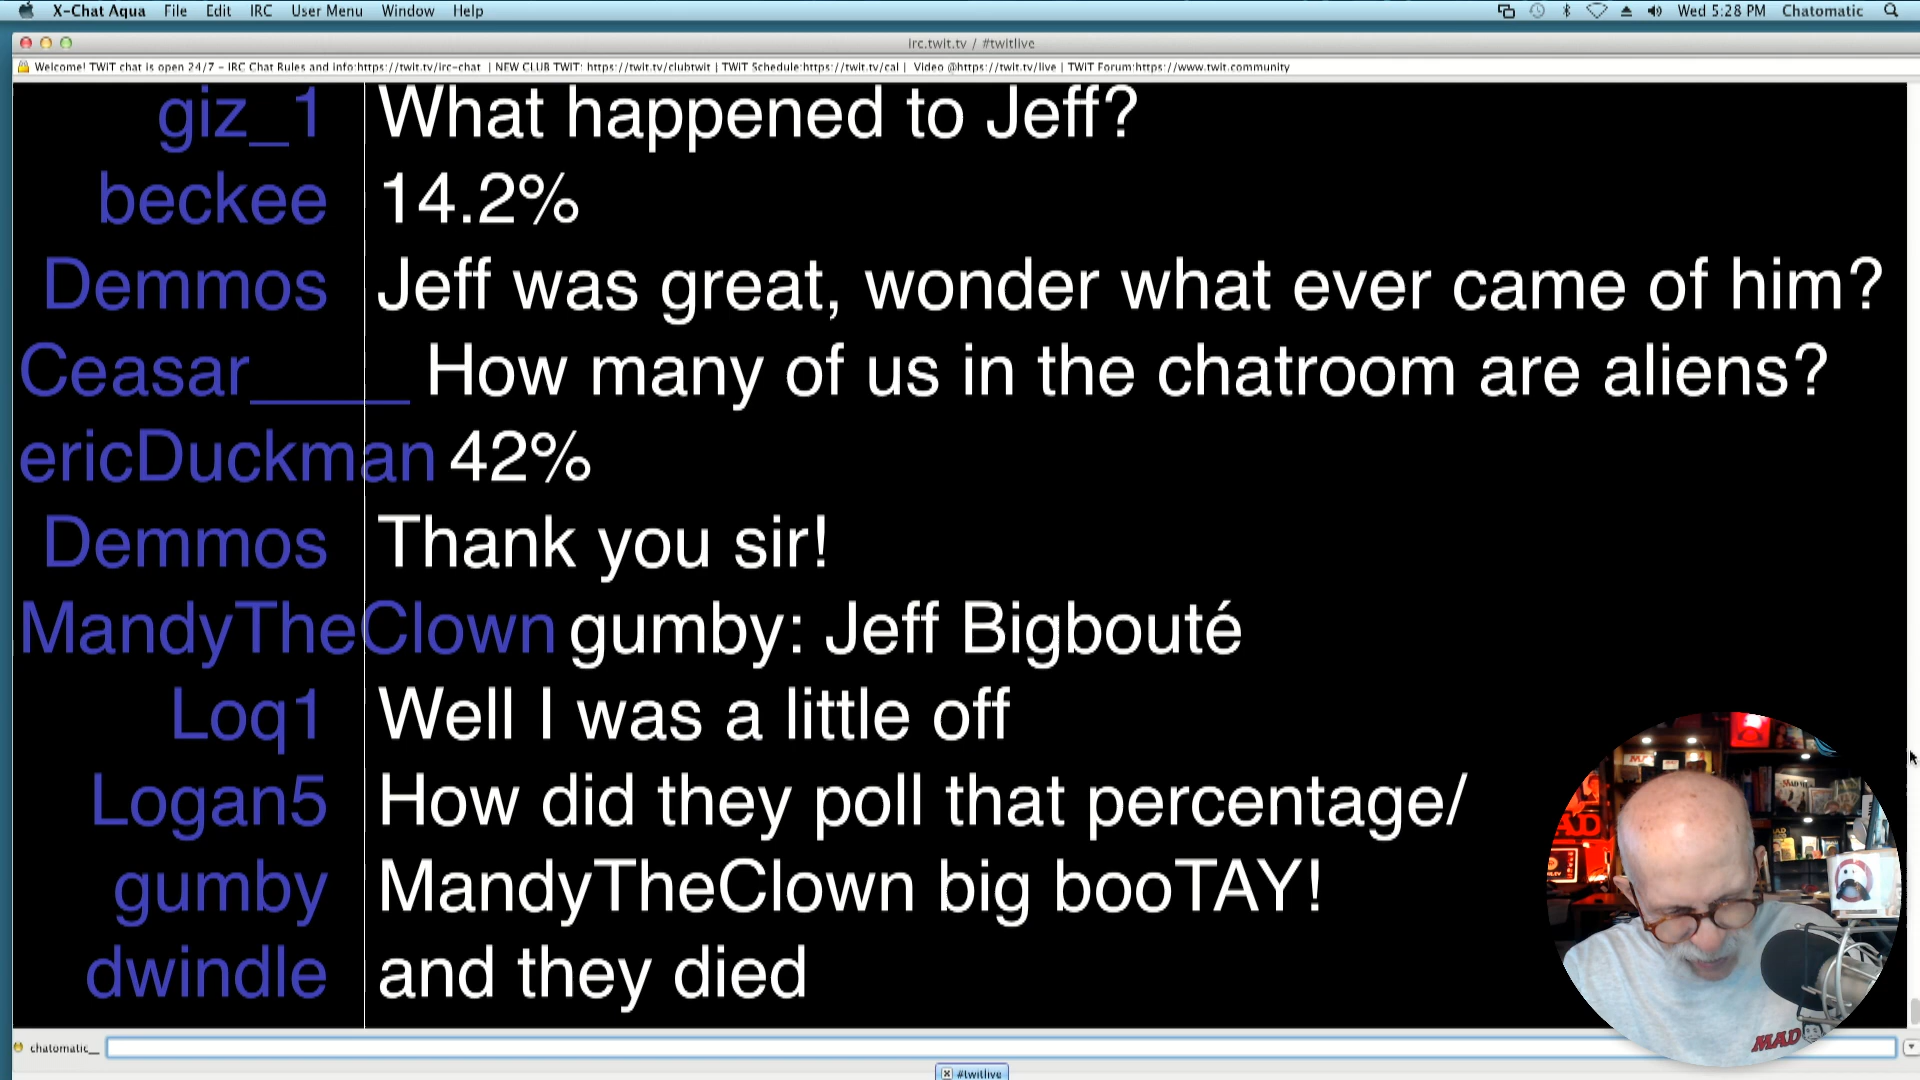 X-Chat Aqua File Edit IRC User Menu Window Help Wed 5:28 PM Chatomatic
irc.twit.tv / #twitlive
Welcome! TWiT chat is open 24/7 – IRC Chat Rules and info:https://twit.tv/irc-chat | NEW CLUB TWiT: https://twit.tv/clubtwit | TWiT Schedule:https://twit.tv/cal | Video @https://twit.tv/live | TWiT Forum:https://www.twit.community
giz_1 What happened to Jeff?
beckee 14.2%
Demmos Jeff was great, wonder what ever came of him?
Ceasar_____ How many of us in the chatroom are aliens?
ericDuckman 42%
Demmos Thank you sir!
MandyTheClown gumby: Jeff Bigbouté
Loq1 Well I was a little off
Logan5 How did they poll that percentage/
gumby MandyTheClown big booTAY!
dwindle and they died
MAD
chatomatic__
#twitlive